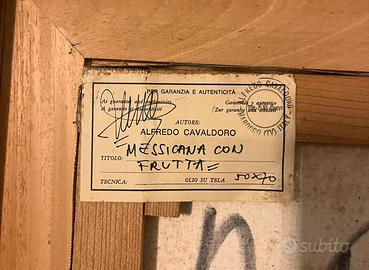 PER GARANZIA E AUTENTICITÀ
AUTORE:
ALFREDO CAVALDORO
MESSICANA CON
TITOLO: FRUTTA=
TECNICA: OLIO SU TELA 50x70
subito